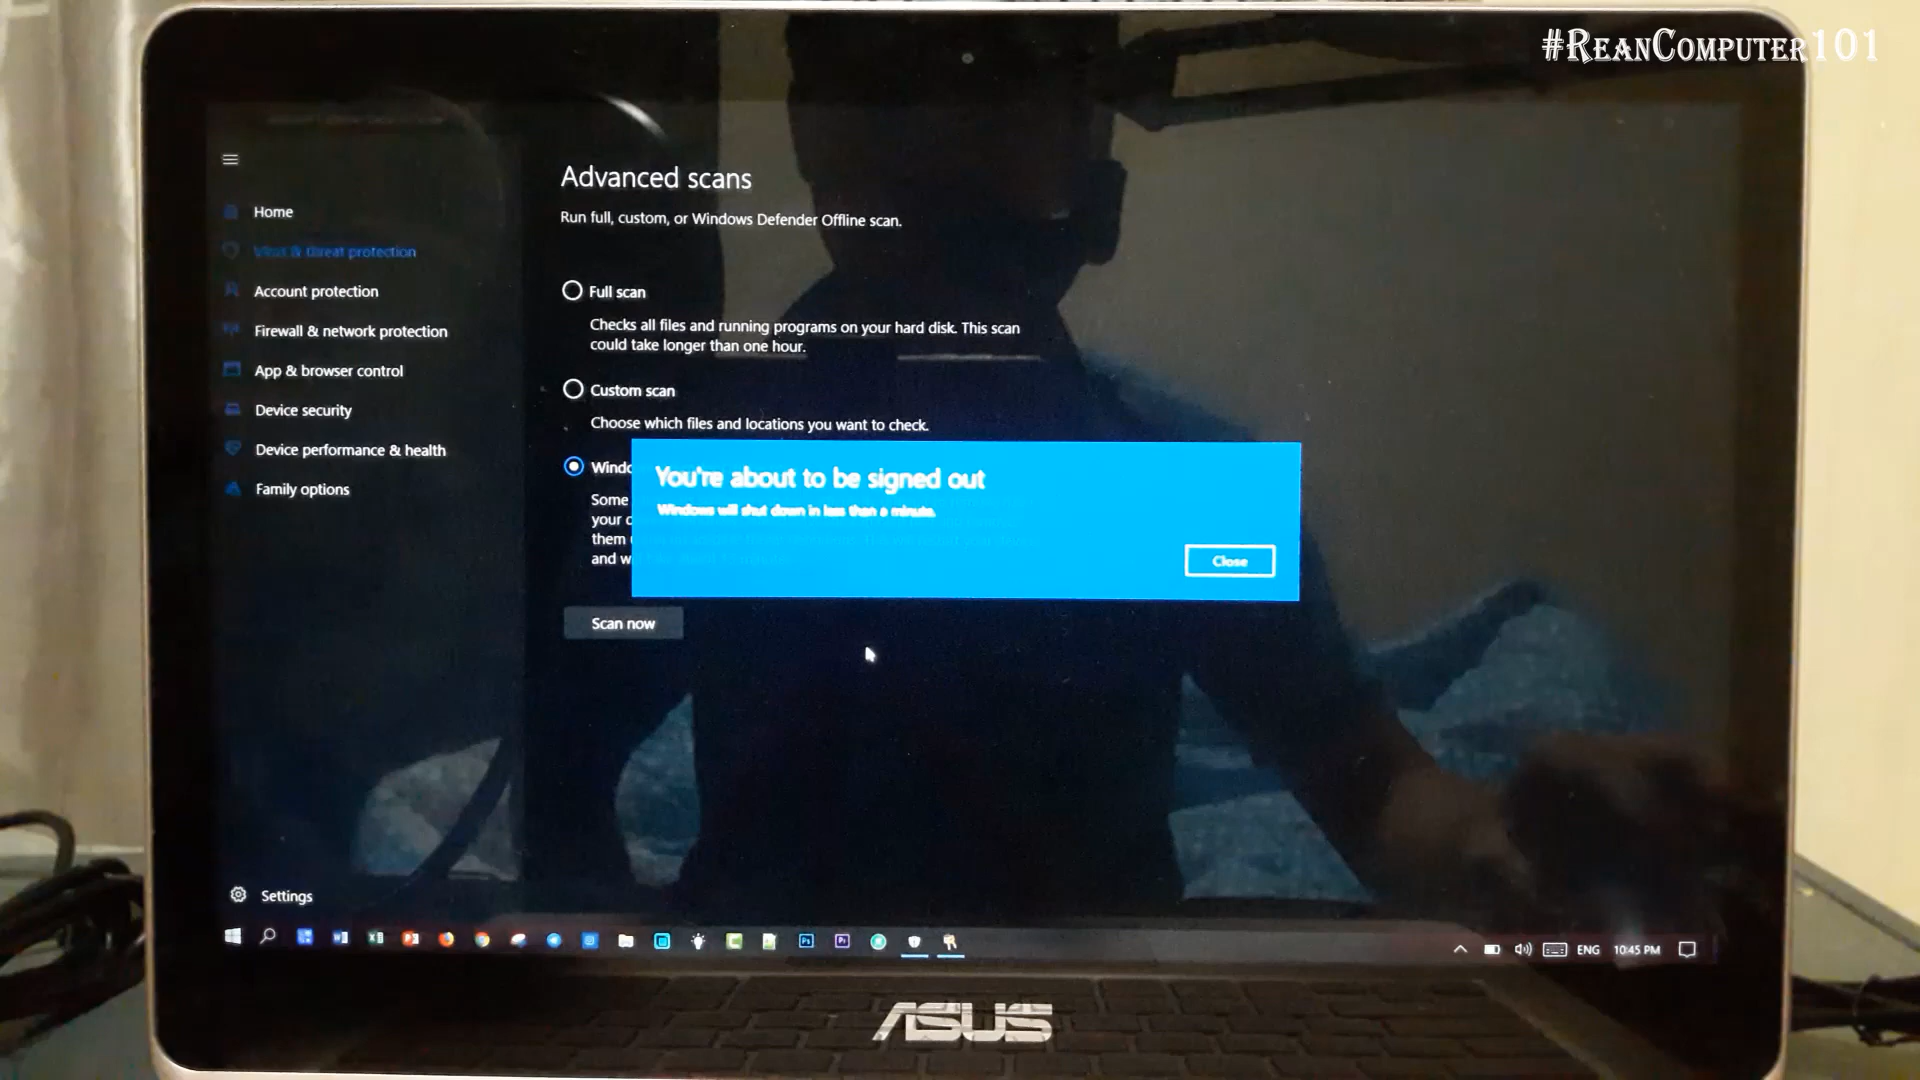 #ReanComputer101
Advanced scans
Run full, custom, or Windows Defender Offline scan.
Home
Virus & threat protection
Account protection
Firewall & network protection
App & browser control
Device security
Device performance & health
Family options
Full scan
Checks all files and running programs on your hard disk. This scan
could take longer than one hour.
Custom scan
Choose which files and locations you want to check.
Some
your
them
and
You're about to be signed out
Windows will shut down in less than a minute.
Close
Scan now
Settings
ENG
10:45 PM
ASUS